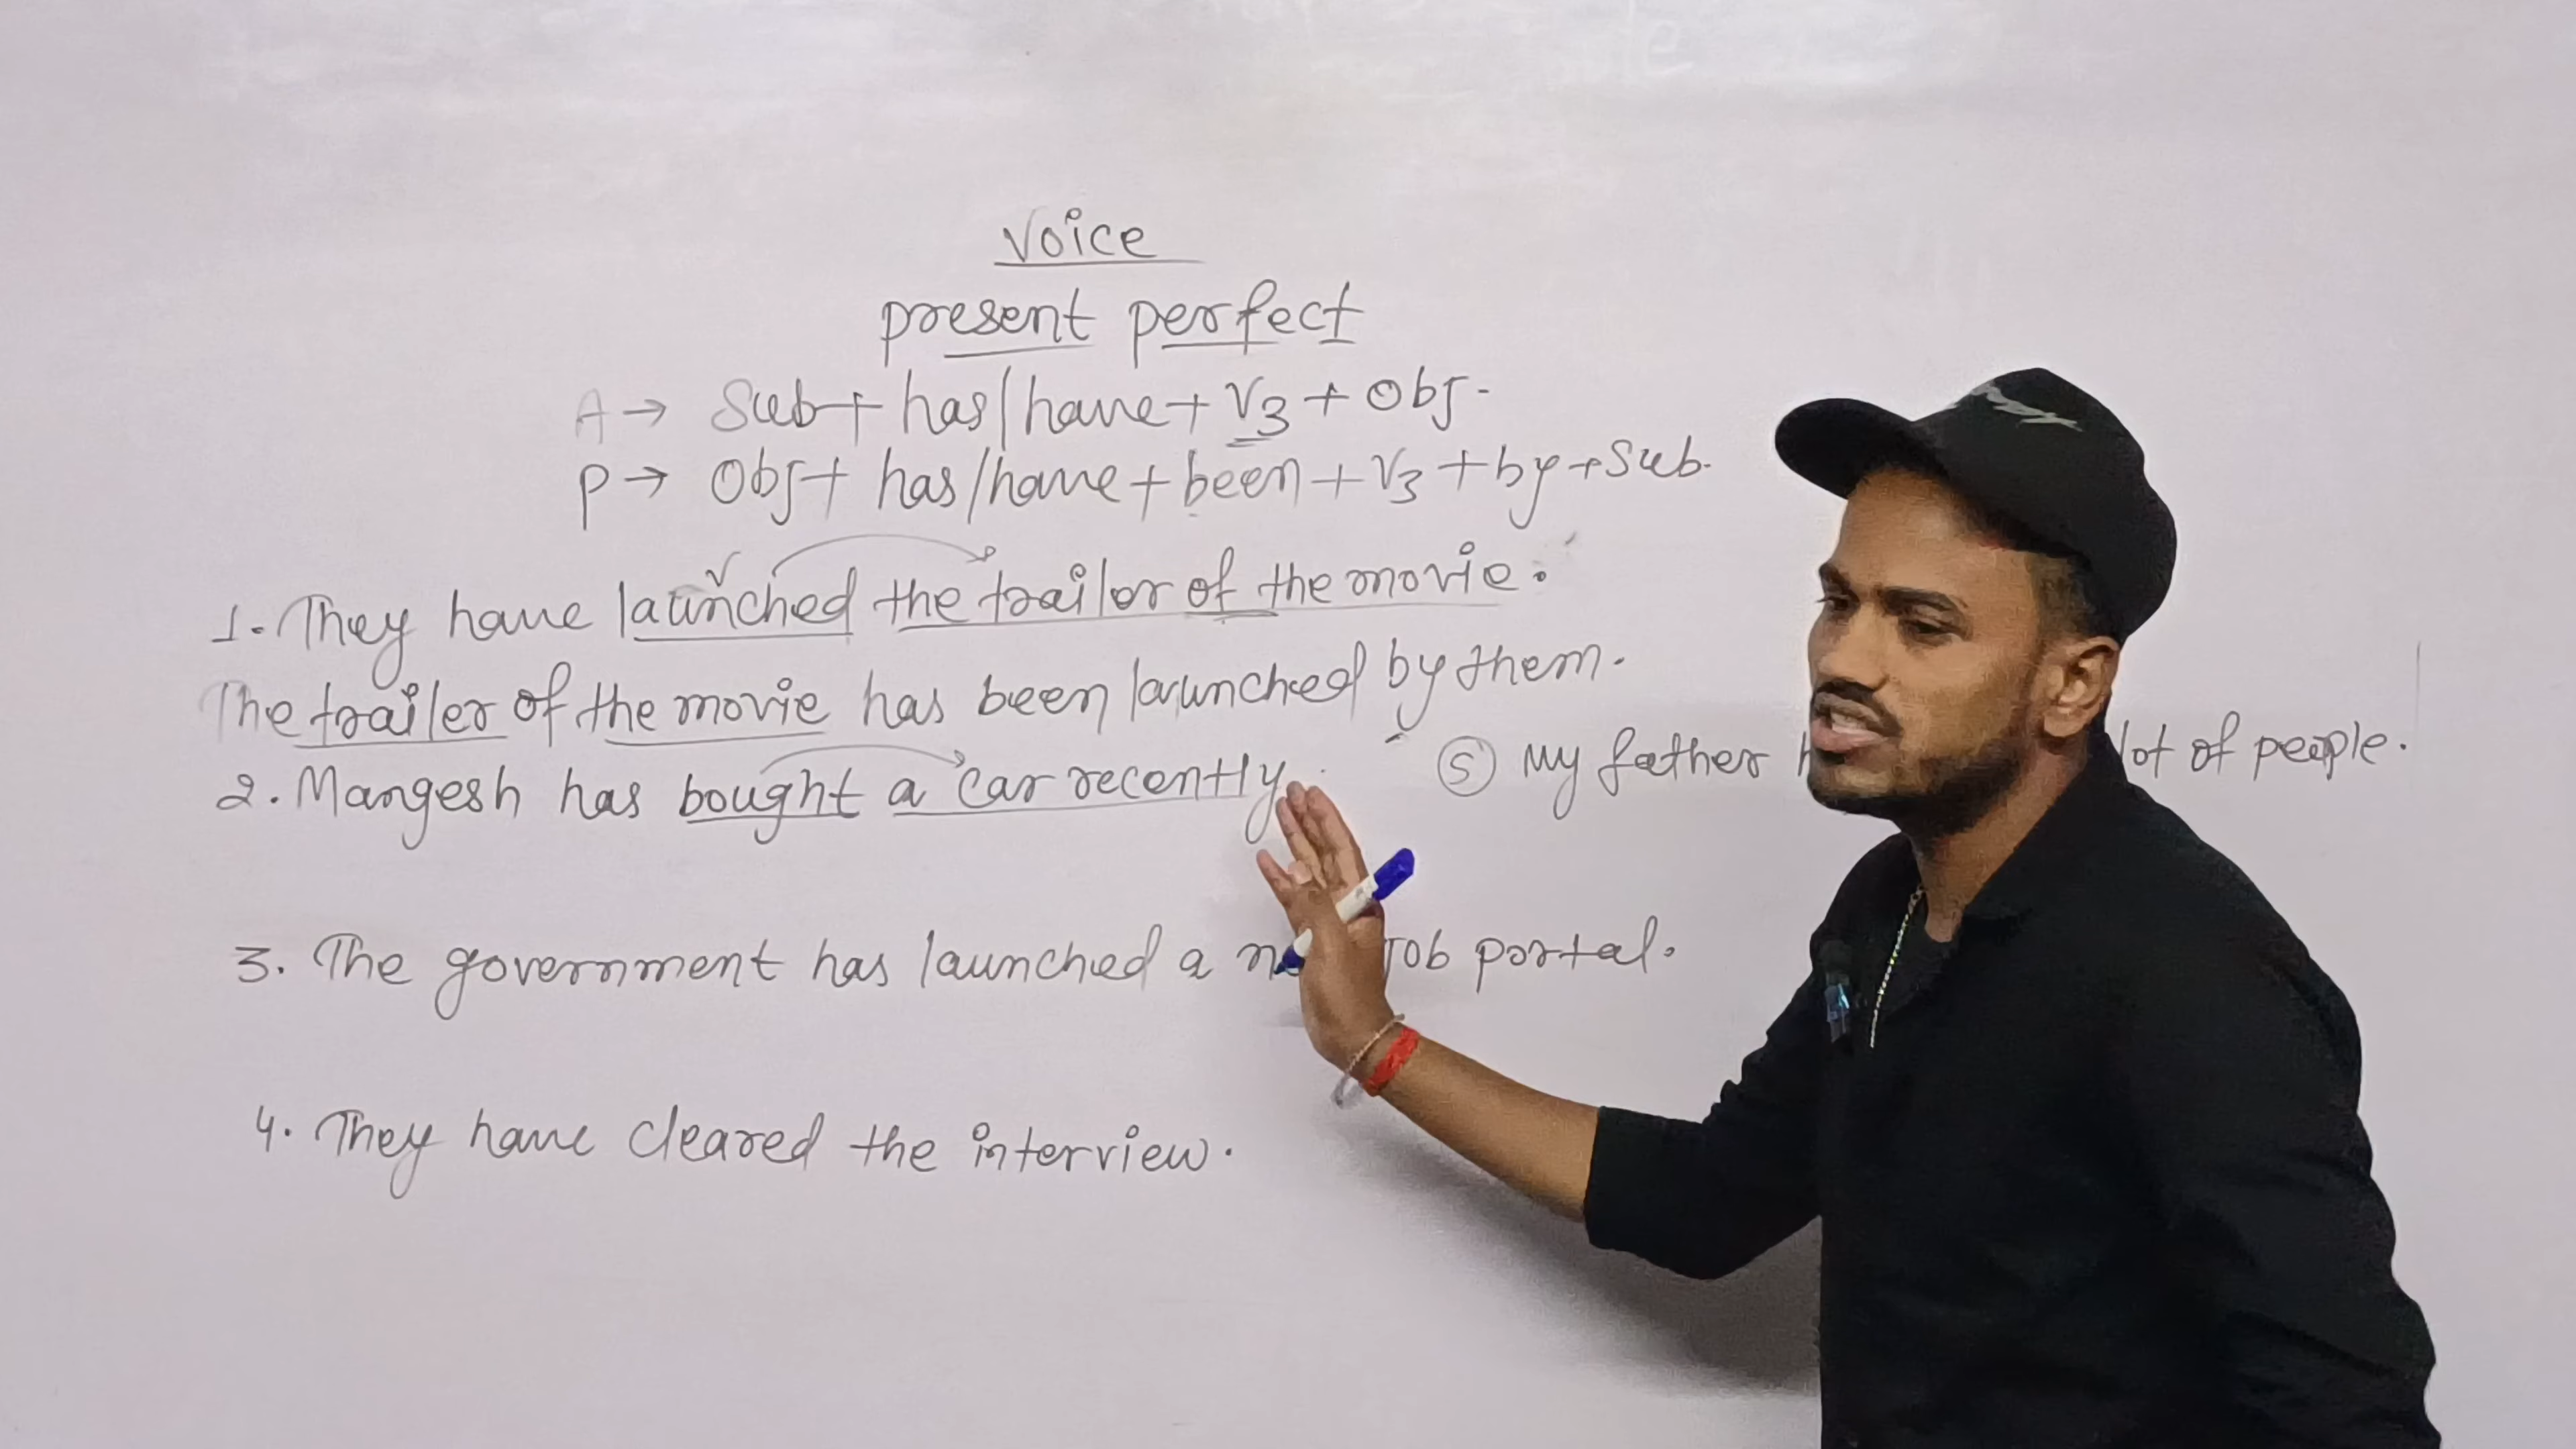 Voice
present perfect
A → Sub + has/have + V3 + Obj.
P → Obj + has/have + been + V3 + by + Sub.
1. They have launched the trailor of the movie.
The trailer of the movie has been launched by them.
2. Mangesh has bought a car recently.
⑤ My father lot of people.
3. The government has launched a job portal.
4. They have cleared the interview.